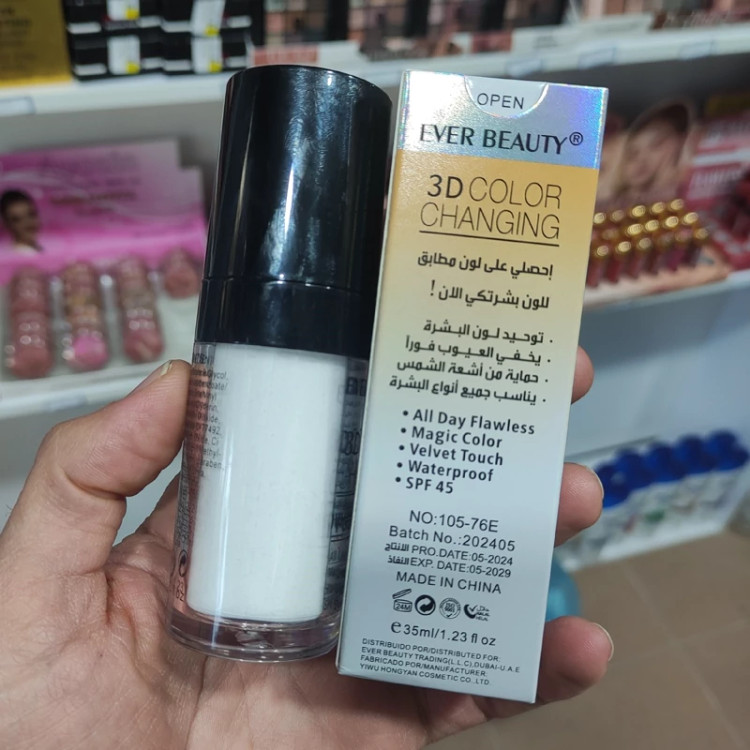 OPEN
EVER BEAUTY®
3D COLOR
CHANGING
إحصلي على لون مطابق
للون بشرتكي الان !
• توحيد لون البشرة
• يخفي العيوب فوراً
• حماية من أشعة الشمس
• يناسب جميع أنواع البشرة
• All Day Flawless
• Magic Color
• Velvet Touch
• Waterproof
• SPF 45
NO:105-76E
Batch No.:202405
الانتاج PRO.DATE:05-2024
النفاذ EXP. DATE:05-2029
MADE IN CHINA
24M
e35ml/1.23 fl oz
DISTRIBUIDO POR/DISTRIBUTED FOR:
EVER BEAUTY TRADING(L.L.C),DUBAI-U.A.E
FABRICADO POR/MANUFACTURER:
YIWU HONGYAN COSMETIC CO.,LTD